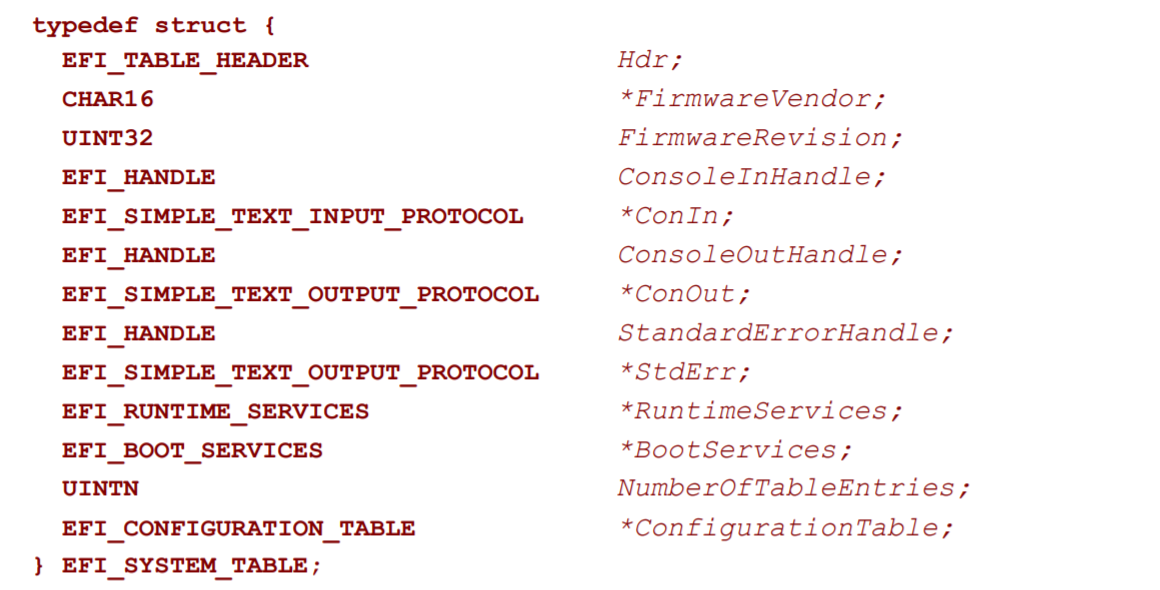 typedef struct {
EFI_TABLE_HEADER Hdr;
CHAR16 *FirmwareVendor;
UINT32 FirmwareRevision;
EFI_HANDLE ConsoleInHandle;
EFI_SIMPLE_TEXT_INPUT_PROTOCOL *ConIn;
EFI_HANDLE ConsoleOutHandle;
EFI_SIMPLE_TEXT_OUTPUT_PROTOCOL *ConOut;
EFI_HANDLE StandardErrorHandle;
EFI_SIMPLE_TEXT_OUTPUT_PROTOCOL *StdErr;
EFI_RUNTIME_SERVICES *RuntimeServices;
EFI_BOOT_SERVICES *BootServices;
UINTN NumberOfTableEntries;
EFI_CONFIGURATION_TABLE *ConfigurationTable;
} EFI_SYSTEM_TABLE;